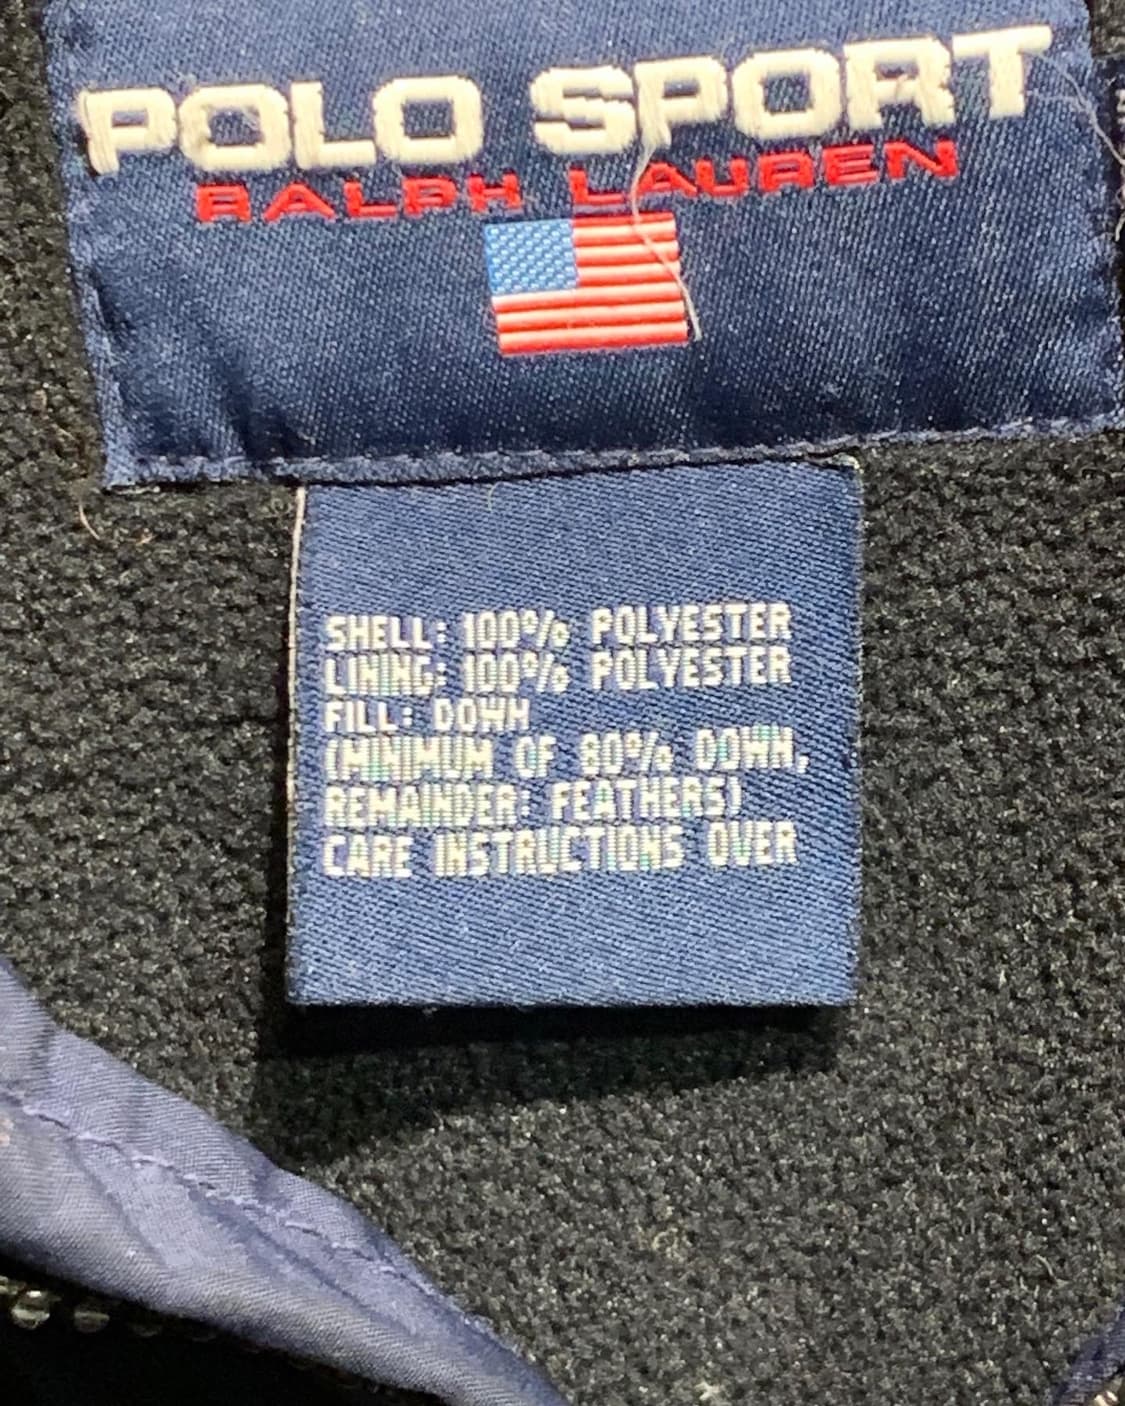 POLO SPORT
RALPH LAUREN
SHELL: 100% POLYESTER
LINING: 100% POLYESTER
FILL: DOWN
(MINIMUM OF 80% DOWN,
REMAINDER: FEATHERS)
CARE INSTRUCTIONS OVER